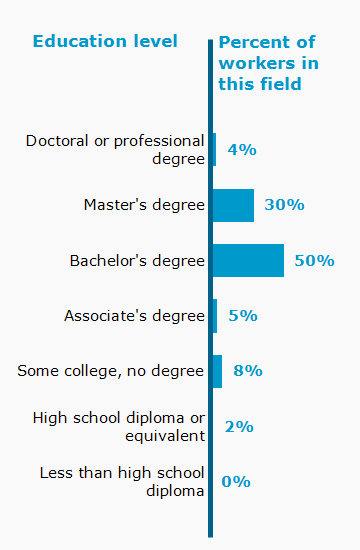 Education level
Percent of
workers in
this field
Doctoral or professional
degree
4%
Master's degree
30%
Bachelor's degree
50%
Associate's degree
5%
Some college, no degree
8%
High school diploma or
equivalent
2%
Less than high school
diploma
0%